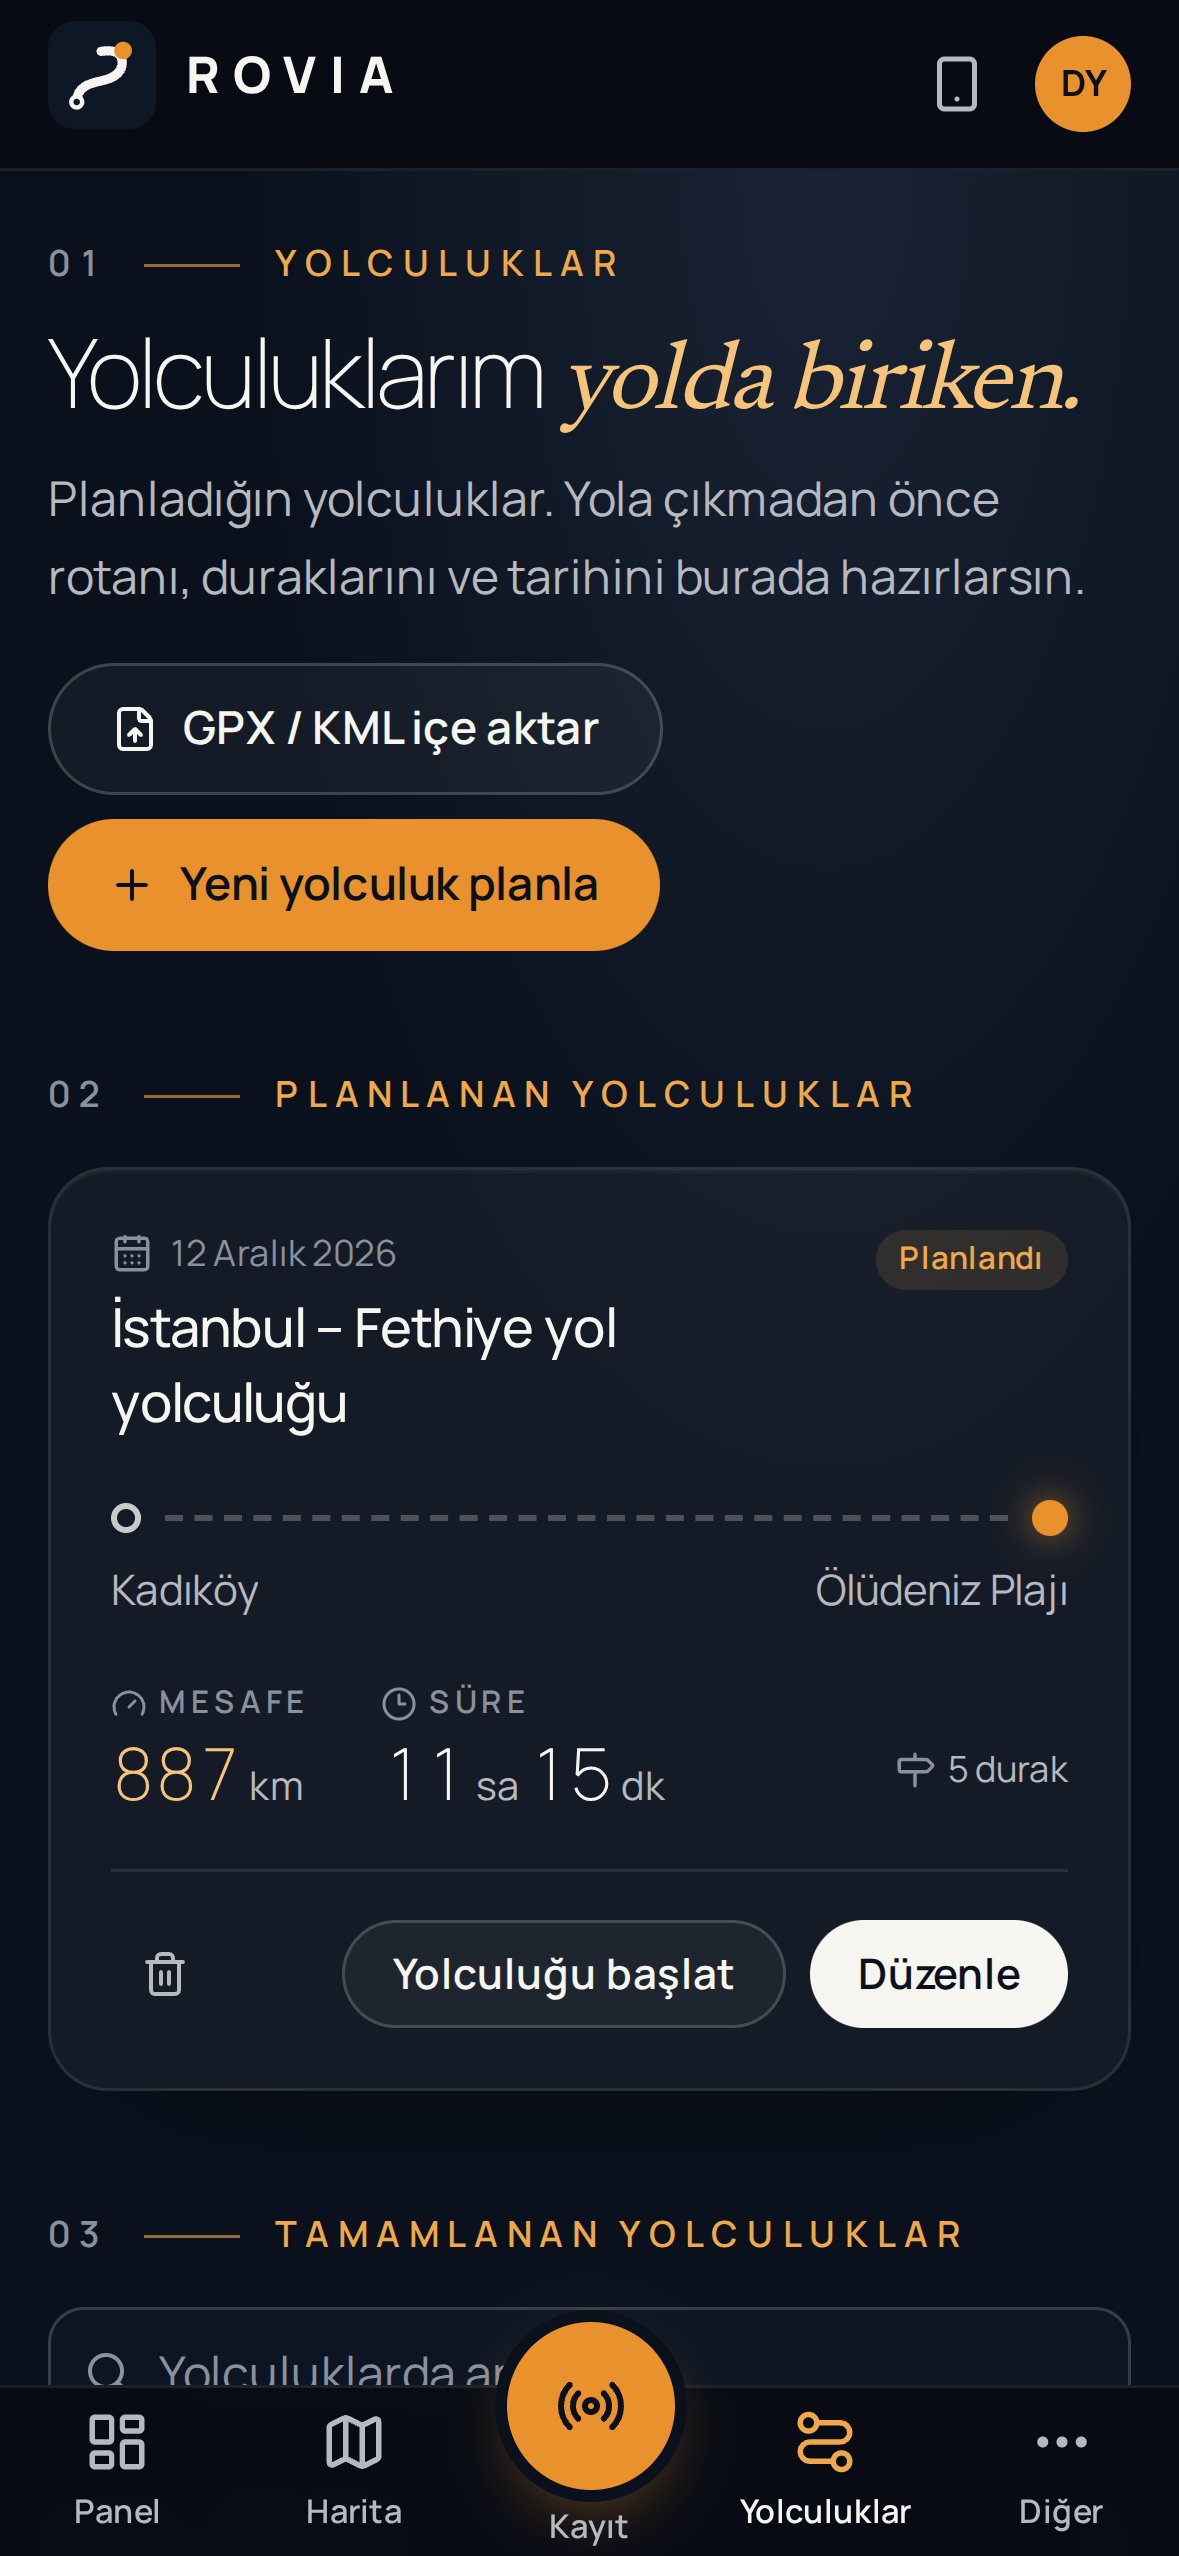 ROVIA
DY
01 YOLCULUKLAR
Yolculuklarım yolda biriken.
Planladığın yolculuklar. Yola çıkmadan önce
rotanı, duraklarını ve tarihini burada hazırlarsın.
GPX / KML içe aktar
Yeni yolculuk planla
02 PLANLANAN YOLCULUKLAR
12 Aralık 2026
Planlandı
İstanbul – Fethiye yol
yolculuğu
Kadıköy
Ölüdeniz Plajı
MESAFE SÜRE
887 km 11 sa 15 dk
5 durak
Yolculuğu başlat
Düzenle
03 TAMAMLANAN YOLCULUKLAR
Yolculuklarda
Panel
Harita
Kayıt
Yolculuklar
Diğer